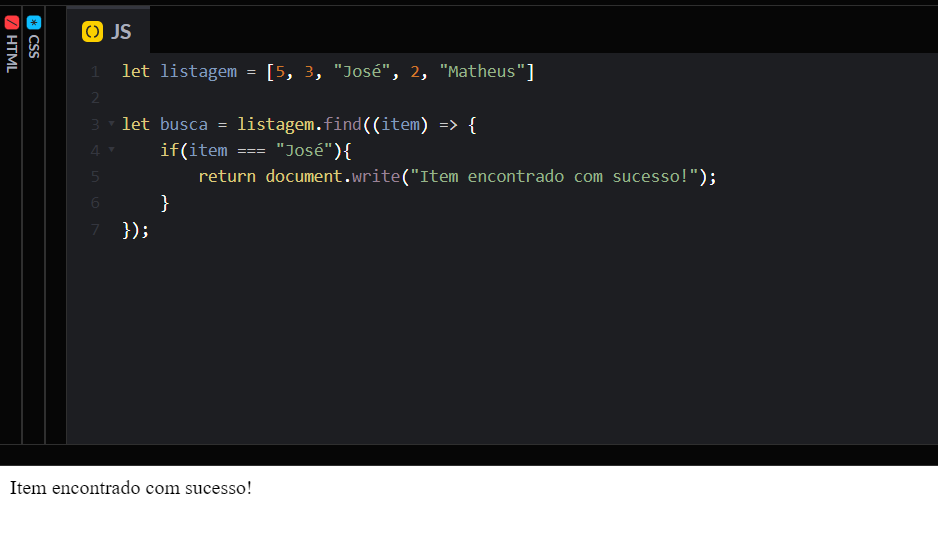 HTML
CSS
JS
1 let listagem = [5, 3, "José", 2, "Matheus"]
2
3 let busca = listagem.find((item) => {
4 if(item === "José"){
5 return document.write("Item encontrado com sucesso!");
6 }
7 });
Item encontrado com sucesso!